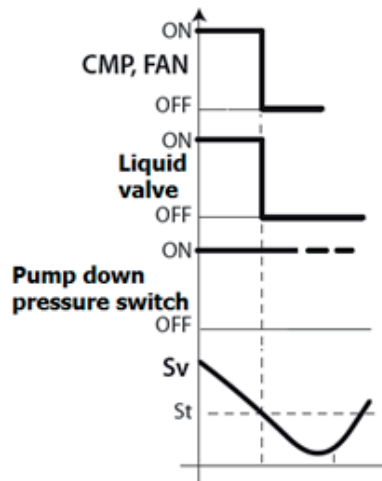 ON
CMP, FAN
OFF
ON
Liquid
valve
OFF
ON
Pump down
pressure switch
OFF
Sv
St